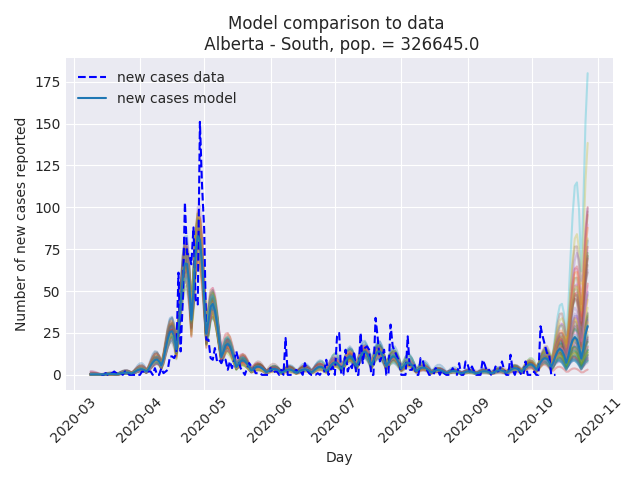 Model comparison to data
Alberta - South, pop. = 326645.0
new cases data
new cases model
Number of new cases reported
175
150
125
100
75
50
25
0
2020-03
2020-04
2020-05
2020-06
2020-07
2020-08
2020-09
2020-10
2020-11
Day